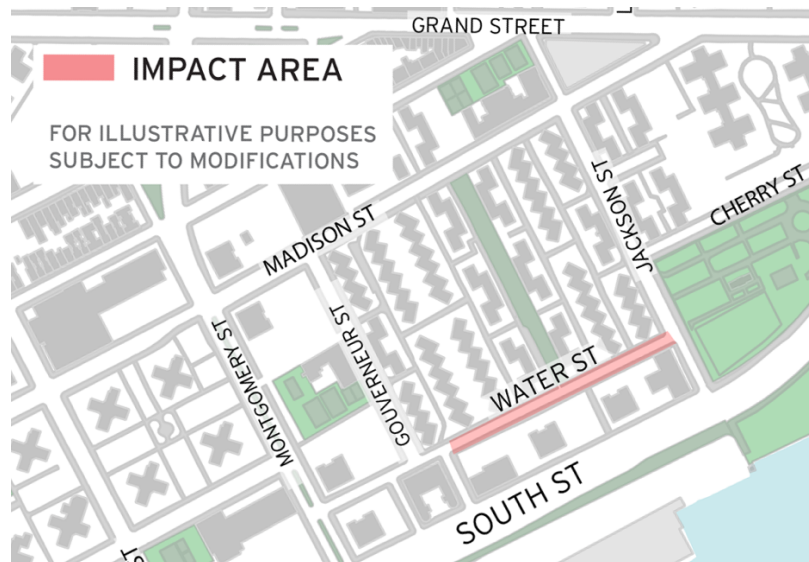 GRAND STREET
IMPACT AREA
FOR ILLUSTRATIVE PURPOSES
SUBJECT TO MODIFICATIONS
MADISON ST
JACKSON ST
CHERRY ST
GOUVERNEUR ST
MONTGOMERY ST
WATER ST
SOUTH ST
ST